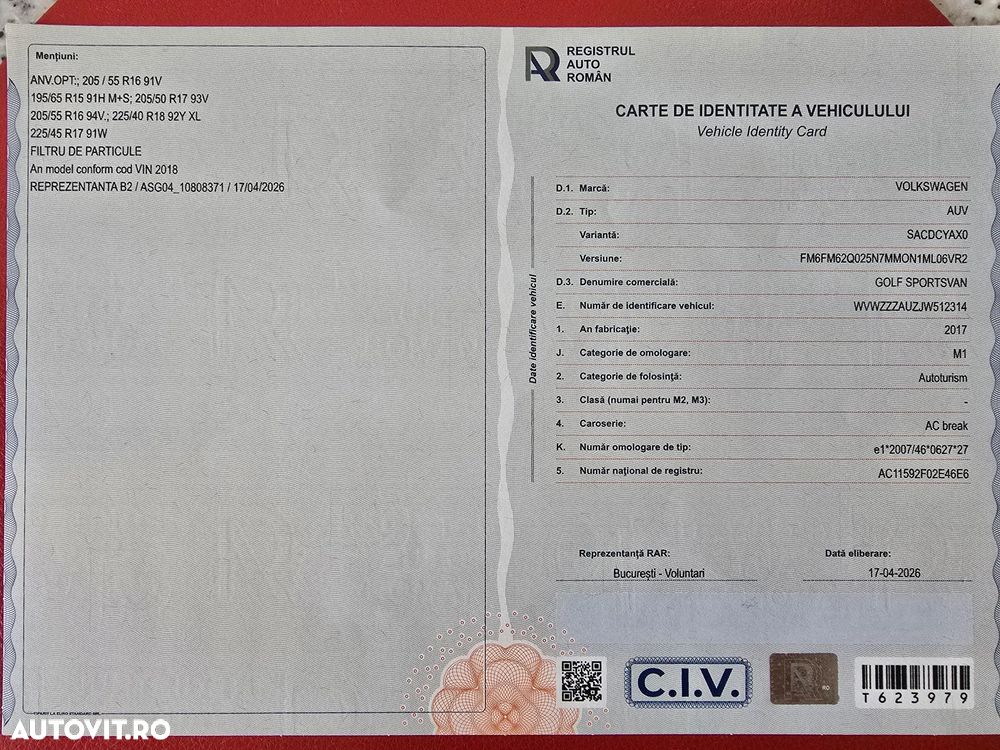 Mențiuni:
ANV.OPT:; 205 / 55 R16 91V
195/65 R15 91H M+S; 205/50 R17 93V
205/55 R16 94V.; 225/40 R18 92Y XL
225/45 R17 91W
FILTRU DE PARTICULE
An model conform cod VIN 2018
REPREZENTANTA B2 / ASG04_10808371 / 17/04/2026
REGISTRUL
AUTO
ROMÂN
CARTE DE IDENTITATE A VEHICULULUI
Vehicle Identity Card
Date identificare vehicul
D.1. Marcă: VOLKSWAGEN
D.2. Tip: AUV
Variantă: SACDCYAX0
Versiune: FM6FM62Q025N7MMON1ML06VR2
D.3. Denumire comercială: GOLF SPORTSVAN
E. Număr de identificare vehicul: WVWZZZAUZJW512314
1. An fabricație: 2017
J. Categorie de omologare: M1
2. Categorie de folosință: Autoturism
3. Clasă (numai pentru M2, M3): -
4. Caroserie: AC break
K. Număr omologare de tip: e1*2007/46*0627*27
5. Număr național de registru: AC11592F02E46E6
Reprezentanță RAR: Dată eliberare:
București - Voluntari 17-04-2026
C.I.V.
RO
T623979
AUTOVIT.RO